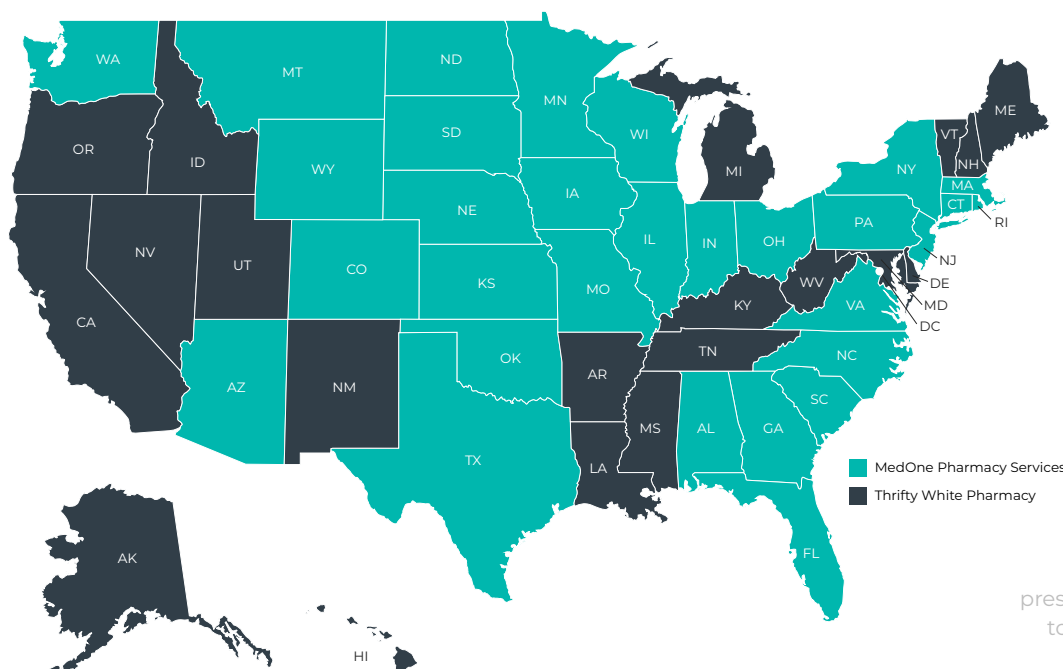 WA
MT
ND
MN
OR
ID
SD
WI
ME
VT
NH
WY
MI
NY
MA
CT
RI
NE
IA
PA
NV
UT
CO
IL
IN
OH
NJ
KS
MO
WV
DE
CA
KY
VA
MD
DC
TN
NC
AZ
NM
OK
AR
SC
MS
AL
GA
TX
LA
MedOne Pharmacy Services
Thrifty White Pharmacy
FL
AK
HI
pres
to